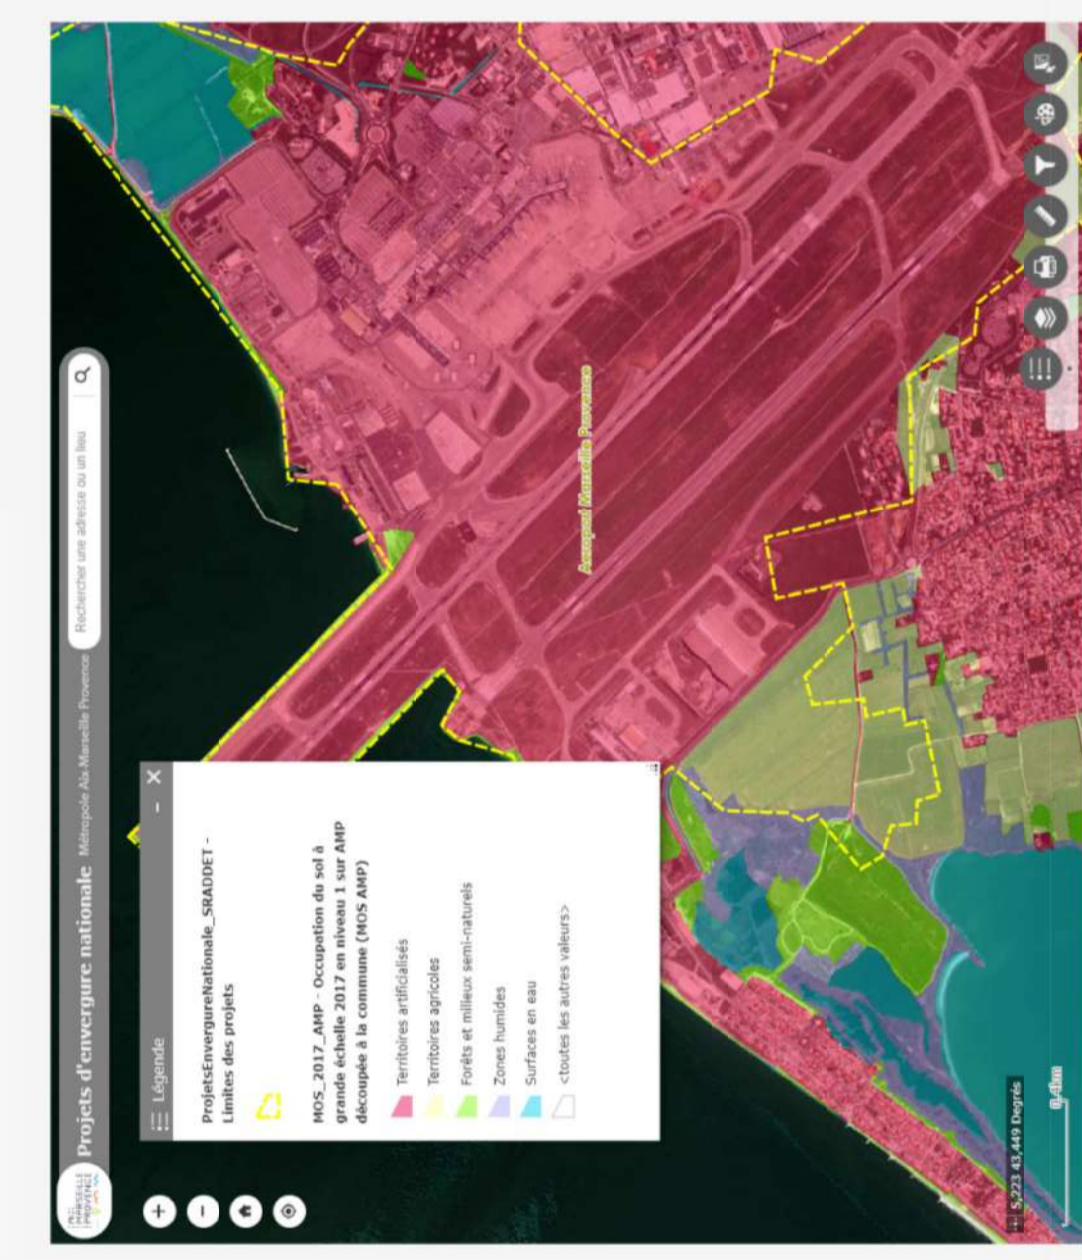 MARSEILLE
PROVENCE
Projets d'envergure nationale Métropole Aix-Marseille Provence
Rechercher une adresse ou un lieu
Légende
ProjetsEnvergureNationale_SRADDET -
Limites des projets
MOS_2017_AMP - Occupation du sol à
grande échelle 2017 en niveau 1 sur AMP
découpée à la commune (MOS AMP)
Territoires artificialisés
Territoires agricoles
Forêts et milieux semi-naturels
Zones humides
Surfaces en eau
<toutes les autres valeurs>
Aéroport Marseille Provence
5,223 43,449 Degrés